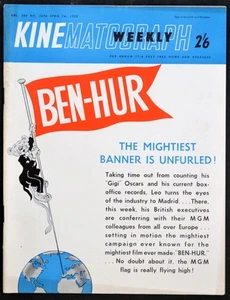 KINEMATOGRAPH
WEEKLY
2'6
BEN-HUR
THE MIGHTIEST
BANNER IS UNFURLED!
Taking time out from counting his
"Gigi" Oscars and his current box-
office records, Leo turns the eyes
of the industry to Madrid . . . . There,
this week, his British executives
are conferring with their MGM
colleagues from all over Europe . . .
setting in motion the mightiest
campaign ever known for the
mightiest film ever made: "BEN-HUR."
. . . No doubt about it, the MGM
flag is really flying high!